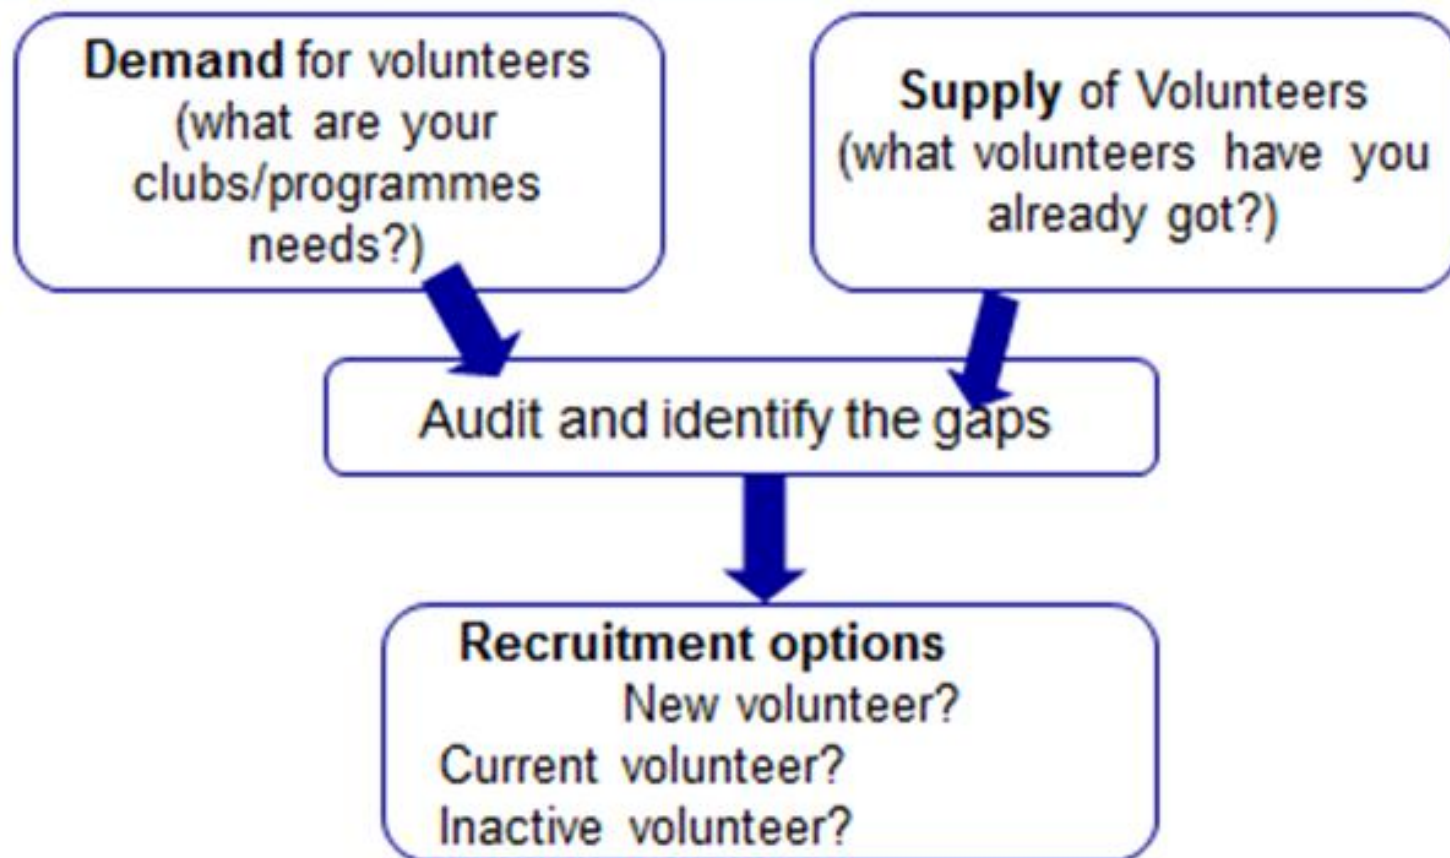 Demand for volunteers
(what are your
clubs/programmes
needs?)
Supply of Volunteers
(what volunteers have you
already got?)
Audit and identify the gaps
Recruitment options
New volunteer?
Current volunteer?
Inactive volunteer?